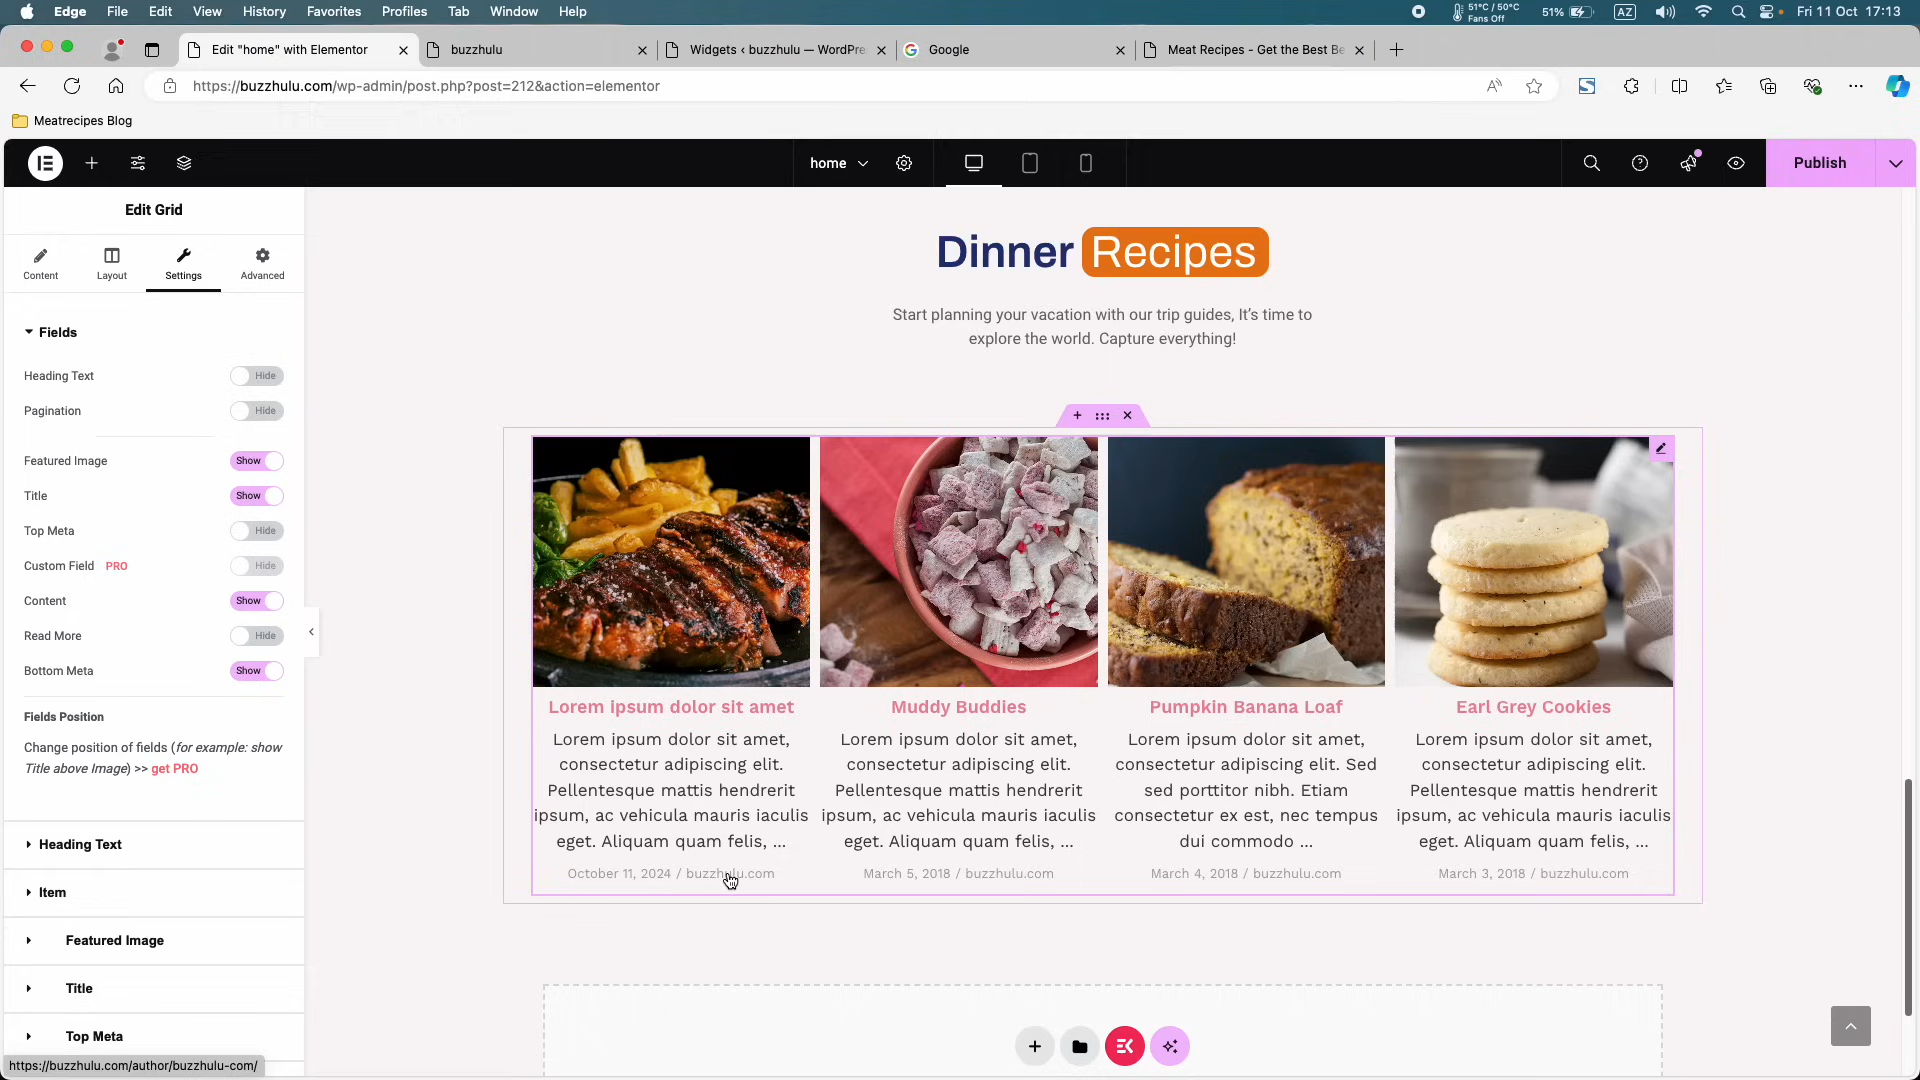 Edge File Edit View History Favorites Profiles Tab Window Help 51°C / 50°C Fans Off 51% AZ Fri 11 Oct 17:13
Edit "home" with Elementor buzzhulu Widgets ‹ buzzhulu — WordPre Google Meat Recipes - Get the Best Be
https://buzzhulu.com/wp-admin/post.php?post=212&action=elementor
Meatrecipes Blog
home Publish
Edit Grid
Content Layout Settings Advanced
Fields
Heading Text Hide
Pagination Hide
Featured Image Show
Title Show
Top Meta Hide
Custom Field PRO Hide
Content Show
Read More Hide
Bottom Meta Show
Fields Position
Change position of fields (for example: show
Title above Image) >> get PRO
Heading Text
Item
Featured Image
Title
Top Meta
https://buzzhulu.com/author/buzzhulu-com/
Dinner Recipes
Start planning your vacation with our trip guides, It's time to
explore the world. Capture everything!
Lorem ipsum dolor sit amet
Lorem ipsum dolor sit amet,
consectetur adipiscing elit.
Pellentesque mattis hendrerit
ipsum, ac vehicula mauris iaculis
eget. Aliquam quam felis, ...
October 11, 2024 / buzzhulu.com
Muddy Buddies
Lorem ipsum dolor sit amet,
consectetur adipiscing elit.
Pellentesque mattis hendrerit
ipsum, ac vehicula mauris iaculis
eget. Aliquam quam felis, ...
March 5, 2018 / buzzhulu.com
Pumpkin Banana Loaf
Lorem ipsum dolor sit amet,
consectetur adipiscing elit. Sed
sed porttitor nibh. Etiam
consectetur ex est, nec tempus
dui commodo ...
March 4, 2018 / buzzhulu.com
Earl Grey Cookies
Lorem ipsum dolor sit amet,
consectetur adipiscing elit.
Pellentesque mattis hendrerit
ipsum, ac vehicula mauris iaculis
eget. Aliquam quam felis, ...
March 3, 2018 / buzzhulu.com